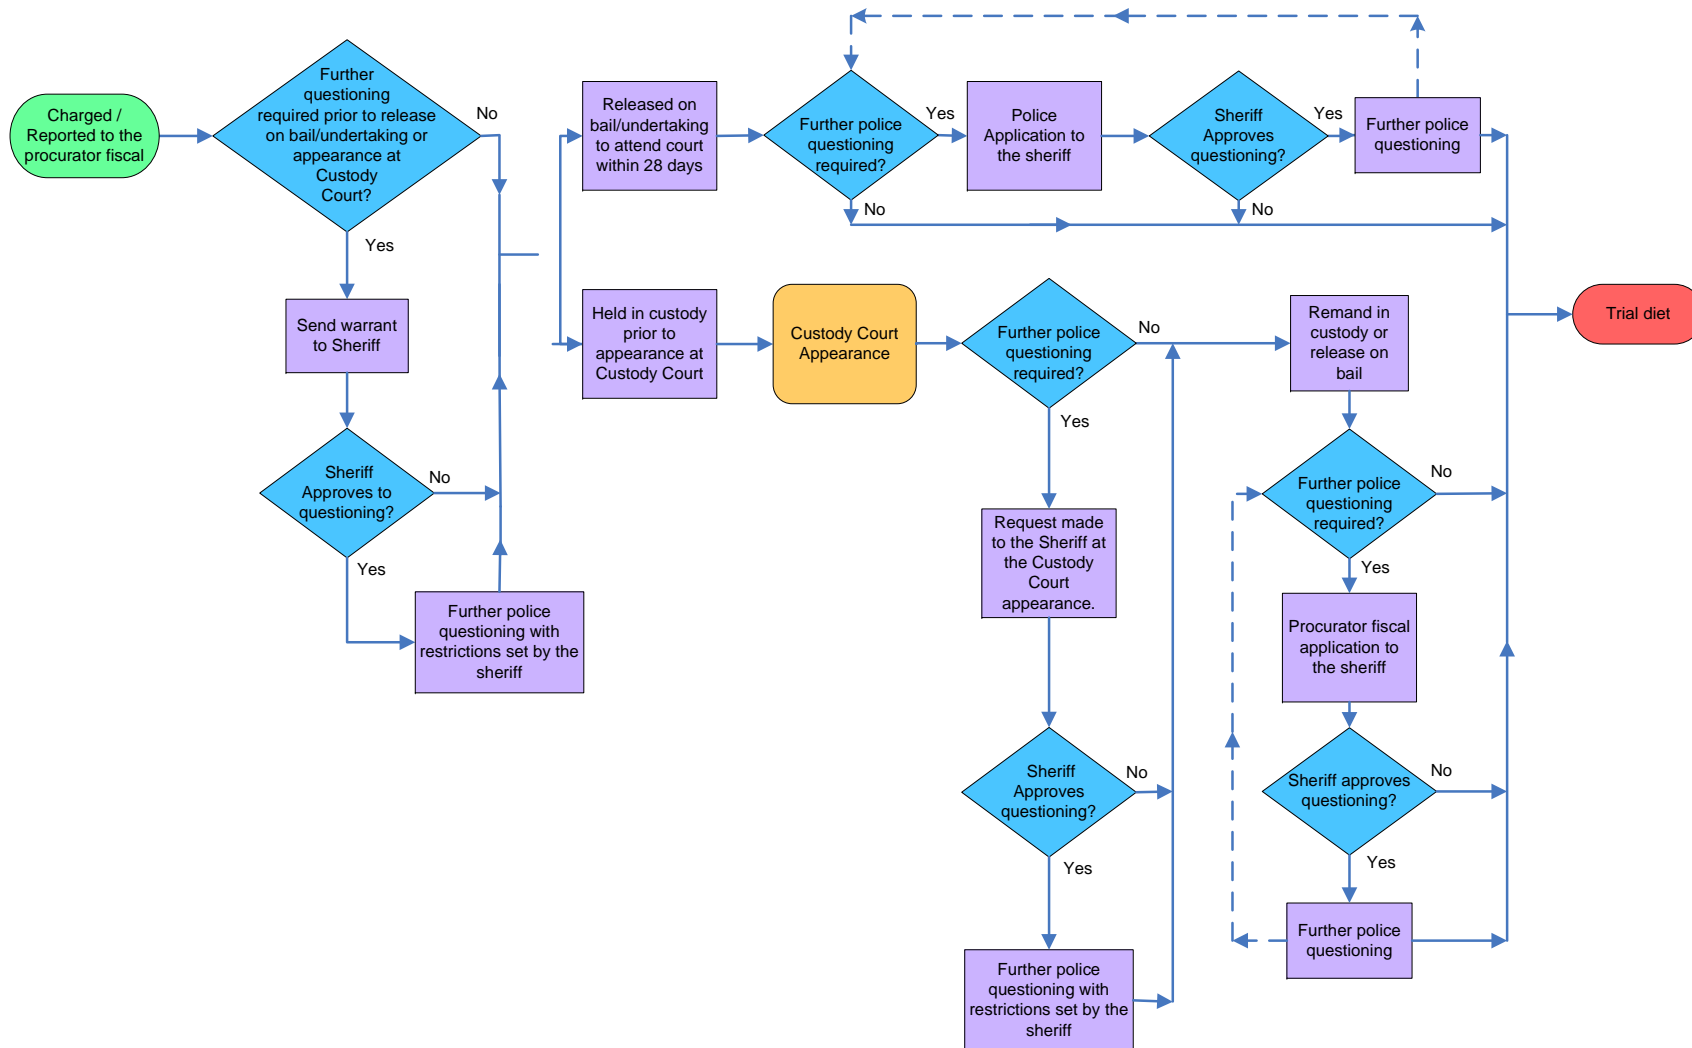 Charged /
Reported to the
procurator fiscal
Further
questioning
required prior to release
on bail/undertaking or
appearance at
Custody
Court?
No
Yes
Send warrant
to Sheriff
Sheriff
Approves to
questioning?
No
Yes
Further police
questioning with
restrictions set by the
sheriff
Released on
bail/undertaking
to attend court
within 28 days
Further police
questioning
required?
Yes
No
Police
Application to
the sheriff
Sheriff
Approves
questioning?
Yes
No
Further police
questioning
Held in custody
prior to
appearance at
Custody Court
Custody Court
Appearance
Further police
questioning
required?
No
Yes
Request made
to the Sheriff at
the Custody
Court
appearance.
Sheriff
Approves
questioning?
No
Yes
Further police
questioning with
restrictions set by the
sheriff
Remand in
custody or
release on
bail
Further police
questioning
required?
No
Yes
Procurator fiscal
application to
the sheriff
Sheriff approves
questioning?
No
Yes
Further police
questioning
Trial diet